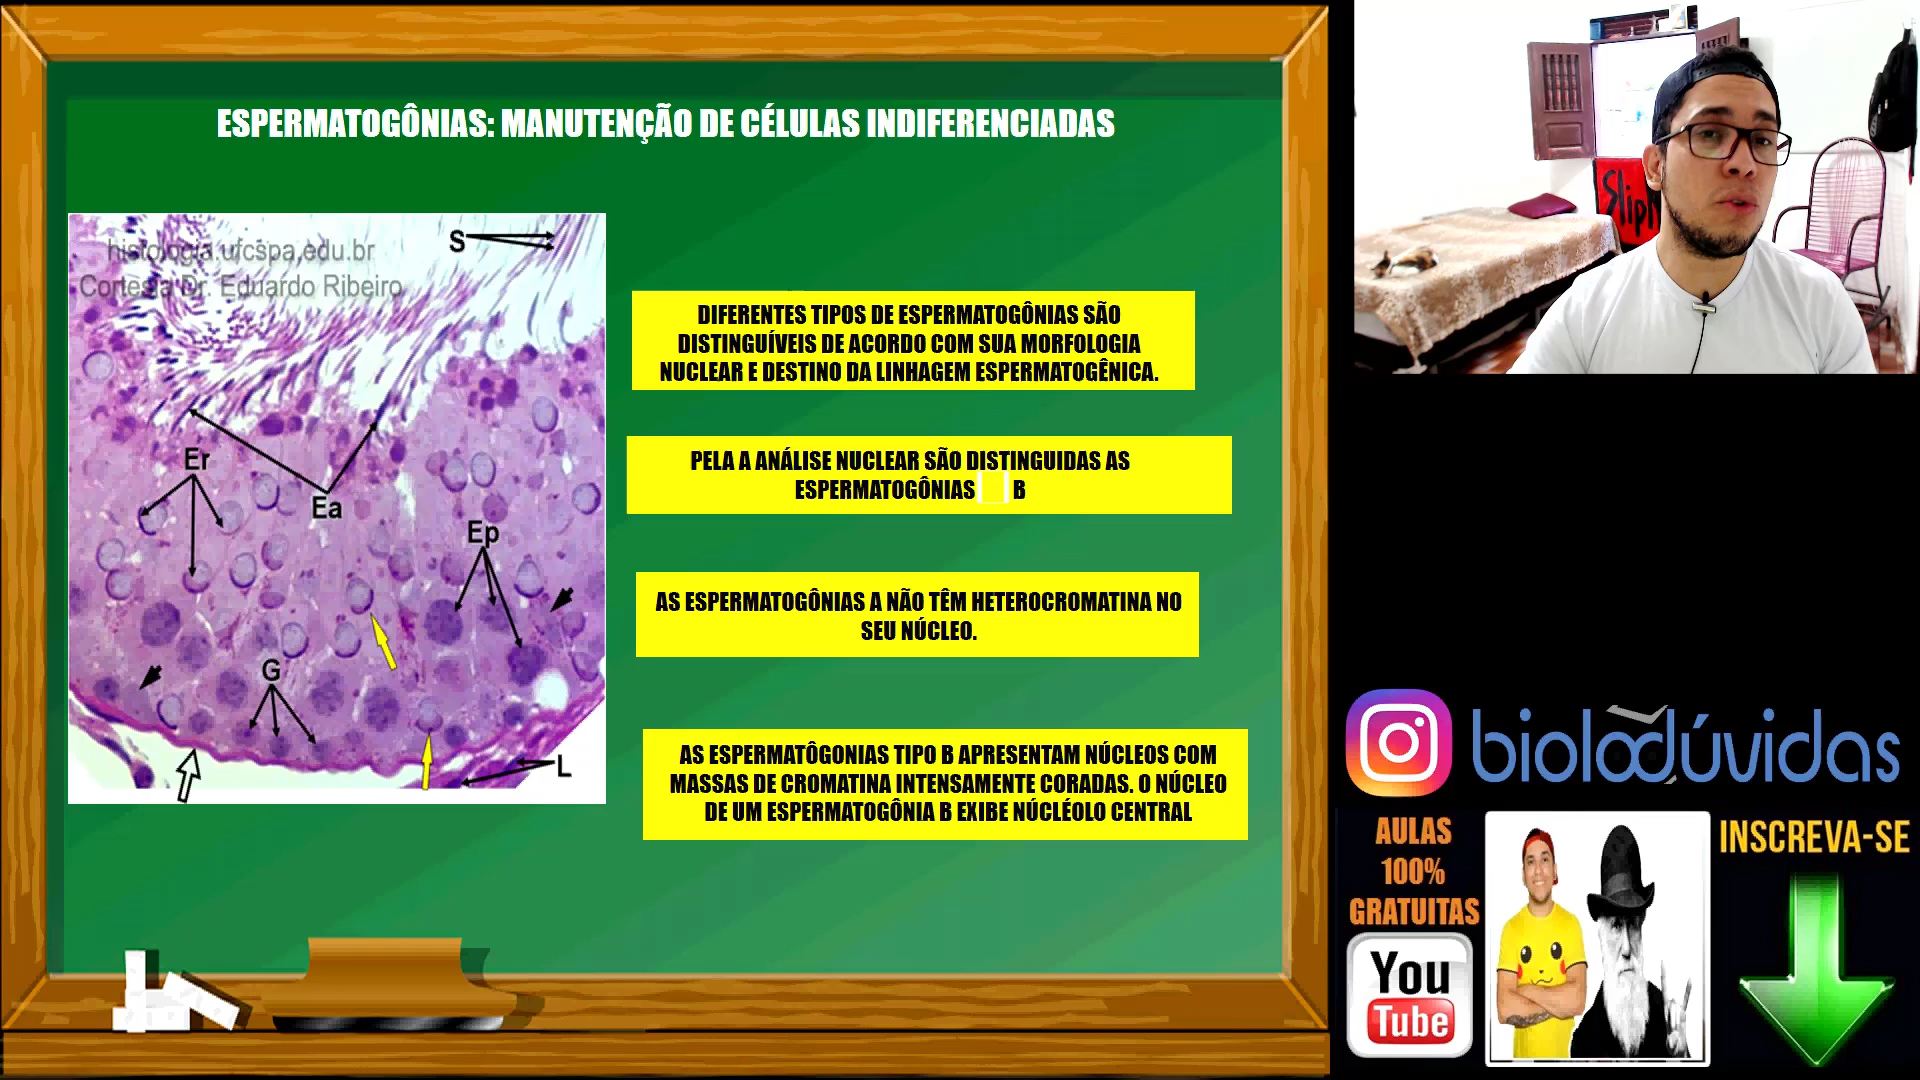 ESPERMATOGÔNIAS: MANUTENÇÃO DE CÉLULAS INDIFERENCIADAS
histologia.ufcspa.edu.br
Cortesia Dr. Eduardo Ribeiro
S
Er
Ea
Ep
G
L
DIFERENTES TIPOS DE ESPERMATOGÔNIAS SÃO
DISTINGUÍVEIS DE ACORDO COM SUA MORFOLOGIA
NUCLEAR E DESTINO DA LINHAGEM ESPERMATOGÊNICA.
PELA A ANÁLISE NUCLEAR SÃO DISTINGUIDAS AS
ESPERMATOGÔNIAS B
AS ESPERMATOGÔNIAS A NÃO TÊM HETEROCROMATINA NO
SEU NÚCLEO.
AS ESPERMATÔGONIAS TIPO B APRESENTAM NÚCLEOS COM
MASSAS DE CROMATINA INTENSAMENTE CORADAS. O NÚCLEO
DE UM ESPERMATOGÔNIA B EXIBE NÚCLÉOLO CENTRAL
biolodúvidas
AULAS
100%
GRATUITAS
You
Tube
INSCREVA-SE